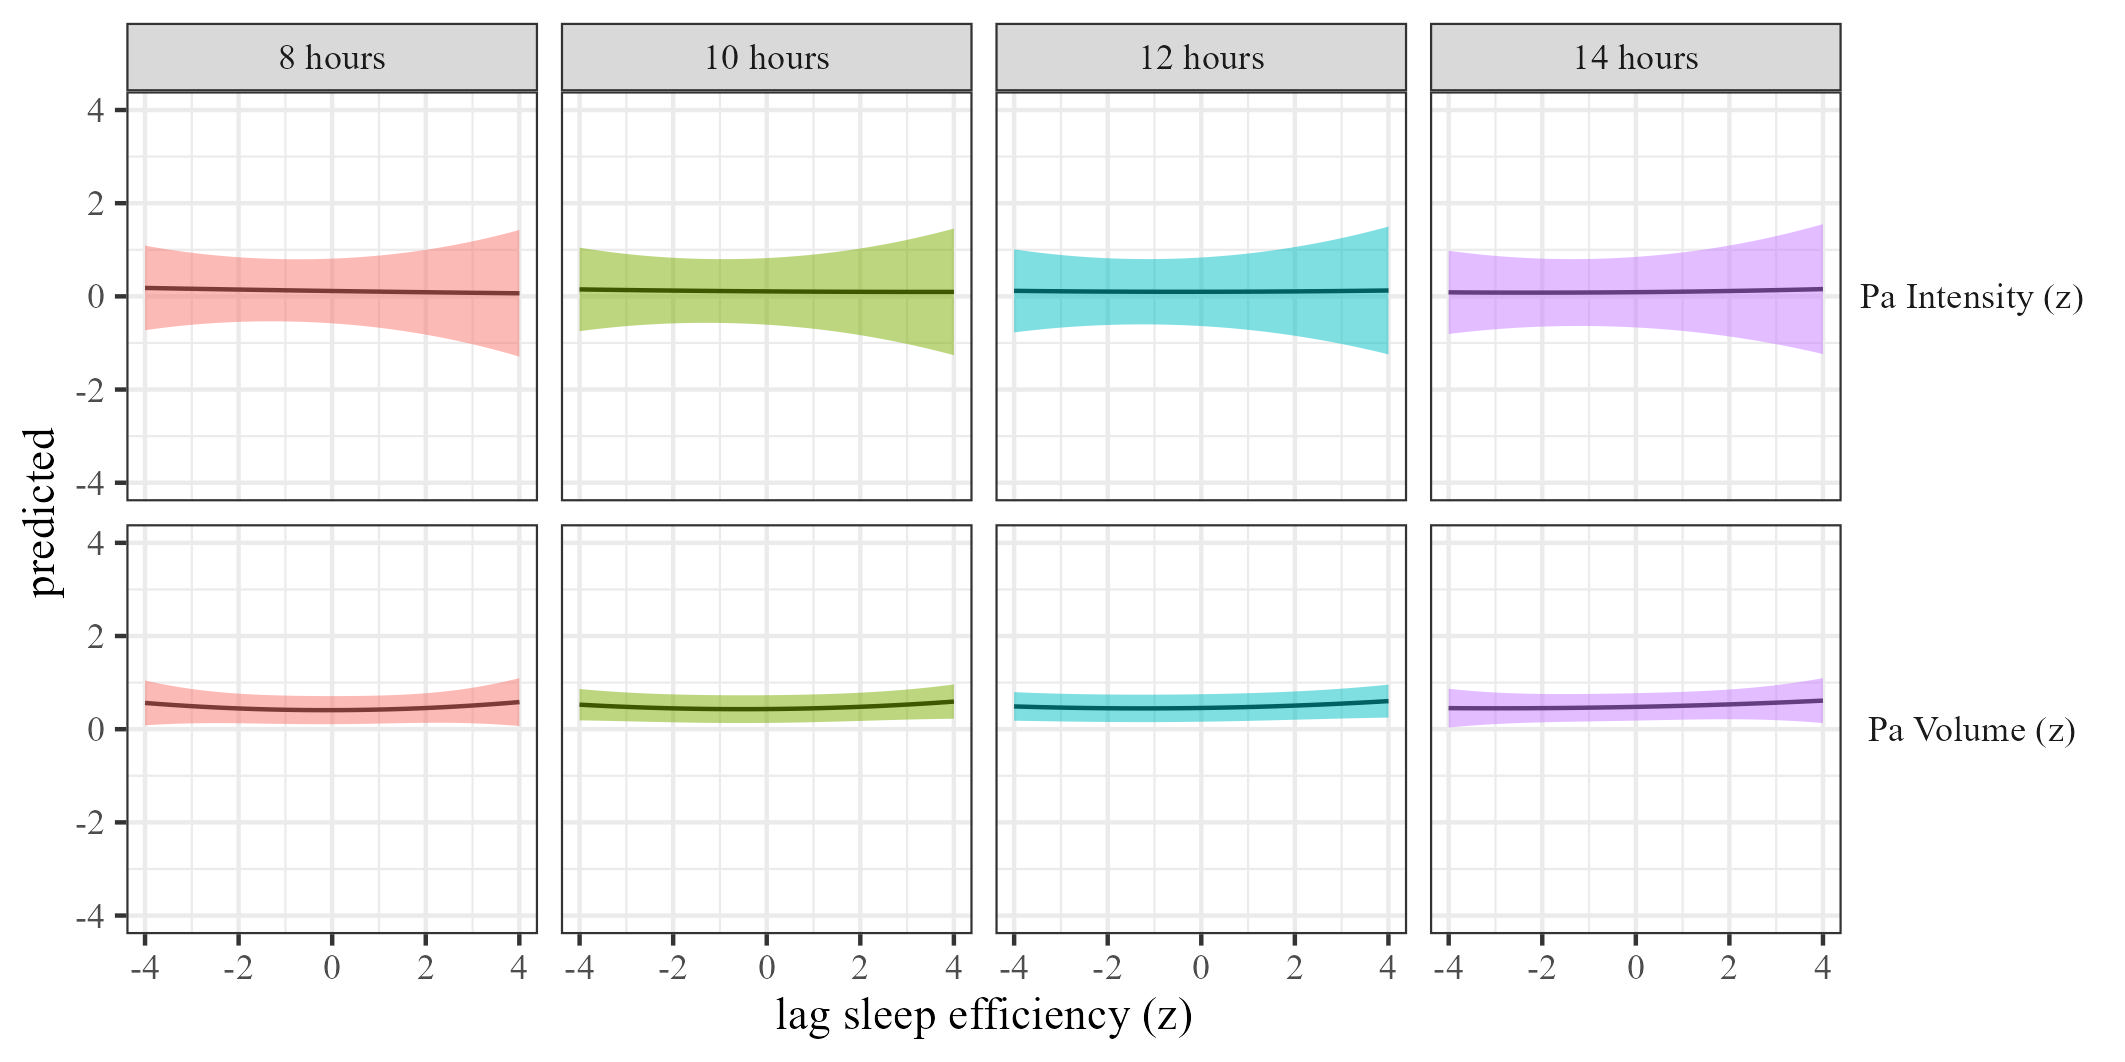 8 hours
10 hours
12 hours
14 hours
4
2
0
-2
-4
Pa Intensity (z)
predicted
4
2
0
-2
-4
Pa Volume (z)
-4 -2 0 2 4 -4 -2 0 2 4 -4 -2 0 2 4 -4 -2 0 2 4
lag sleep efficiency (z)